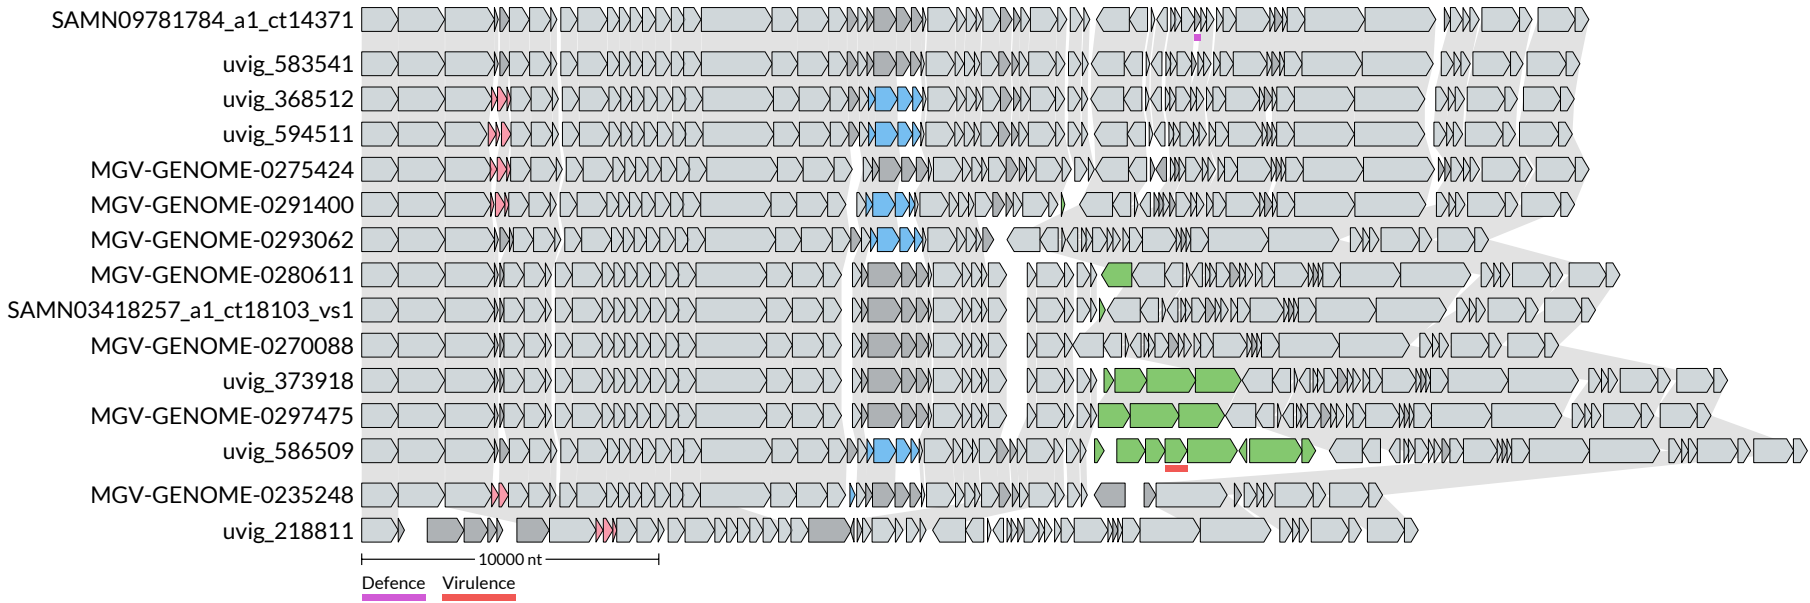 SAMN09781784_a1_ct14371
uvig_583541
uvig_368512
uvig_594511
MGV-GENOME-0275424
MGV-GENOME-0291400
MGV-GENOME-0293062
MGV-GENOME-0280611
SAMN03418257_a1_ct18103_vs1
MGV-GENOME-0270088
uvig_373918
MGV-GENOME-0297475
uvig_586509
MGV-GENOME-0235248
uvig_218811
10000 nt
Defence Virulence